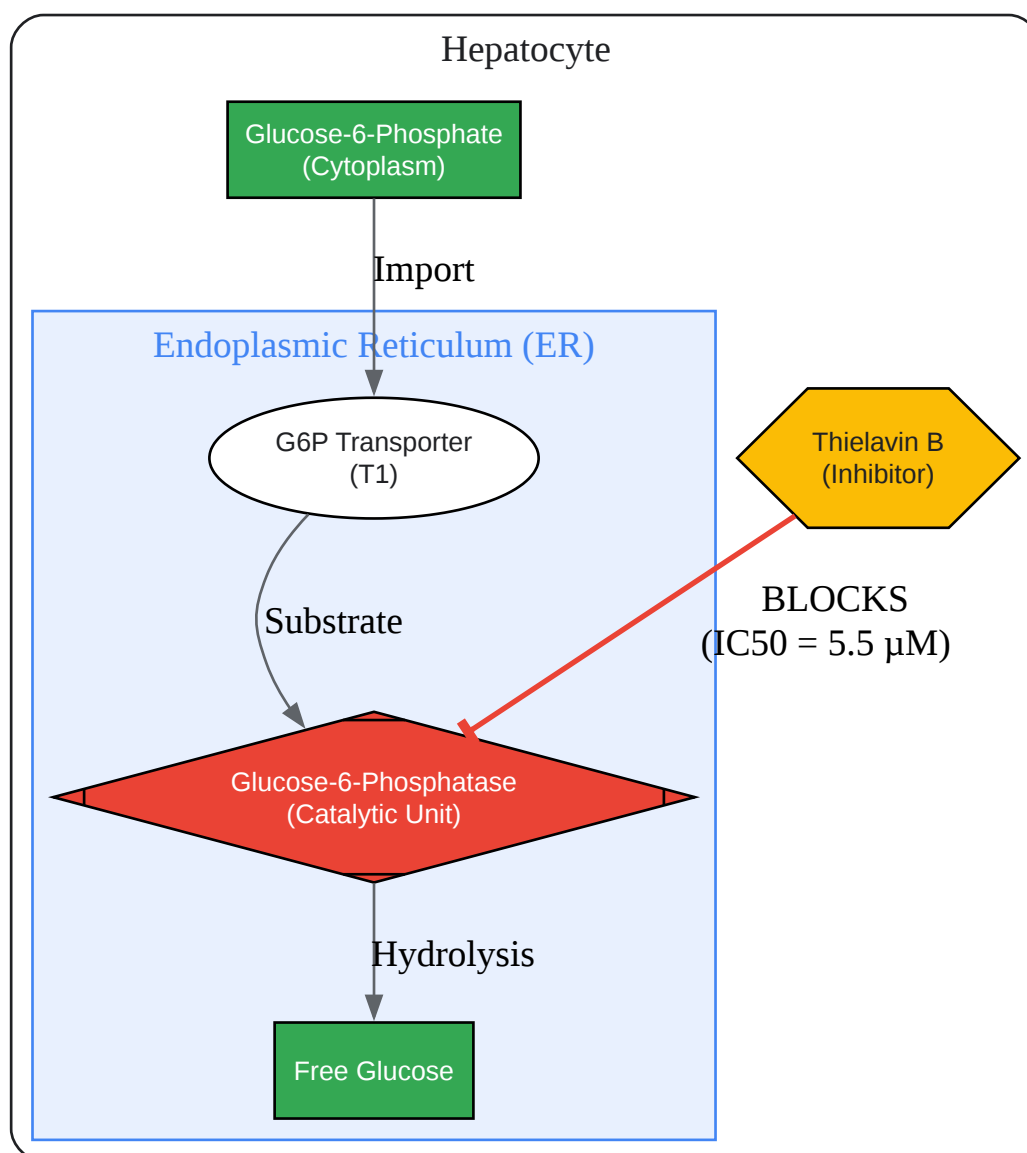 Hepatocyte
Glucose-6-Phosphate
(Cytoplasm)
Import
Endoplasmic Reticulum (ER)
G6P Transporter
(T1)
Thielavin B
(Inhibitor)
BLOCKS
(IC50 = 5.5 µM)
Substrate
Glucose-6-Phosphatase
(Catalytic Unit)
Hydrolysis
Free Glucose